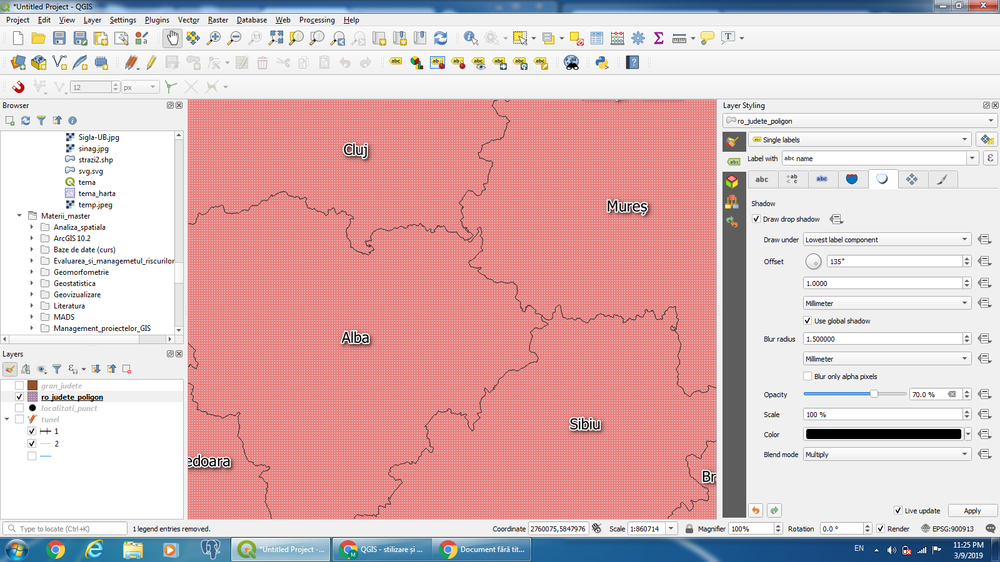 *Untitled Project - QGIS
Project Edit View Layer Settings Plugins Vector Raster Database Web Processing Help
12
px
Browser
Sigla-UB.jpg
sinag.jpg
strazi2.shp
svg.svg
tema
tema_harta
temp.jpeg
Materii_master
Analiza_spatiala
ArcGIS 10.2
Baze de date (curs)
Evaluarea_si_managemetul_riscurilor
Geomorfometrie
Geostatistica
Geovizualizare
Literatura
MADS
Management_proiectelor_GIS
Layers
gran_judete
ro_judete_poligon
localitati_punct
tunel
1
2
Cluj
Mureș
Alba
Sibiu
edoara
Br
Layer Styling
ro_judete_poligon
Single labels
Label with abc name
Shadow
Draw drop shadow
Draw under Lowest label component
Offset 135°
1.0000
Millimeter
Use global shadow
Blur radius 1.500000
Millimeter
Blur only alpha pixels
Opacity 70.0 %
Scale 100 %
Color
Blend mode Multiply
Live update Apply
Type to locate (Ctrl+K) 1 legend entries removed. Coordinate 2760075,5847976 Scale 1:860714 Magnifier 100% Rotation 0.0 ° Render EPSG:900913
*Untitled Project -... QGIS - stilizare și ... Document fără tit... EN 11:25 PM
3/9/2019